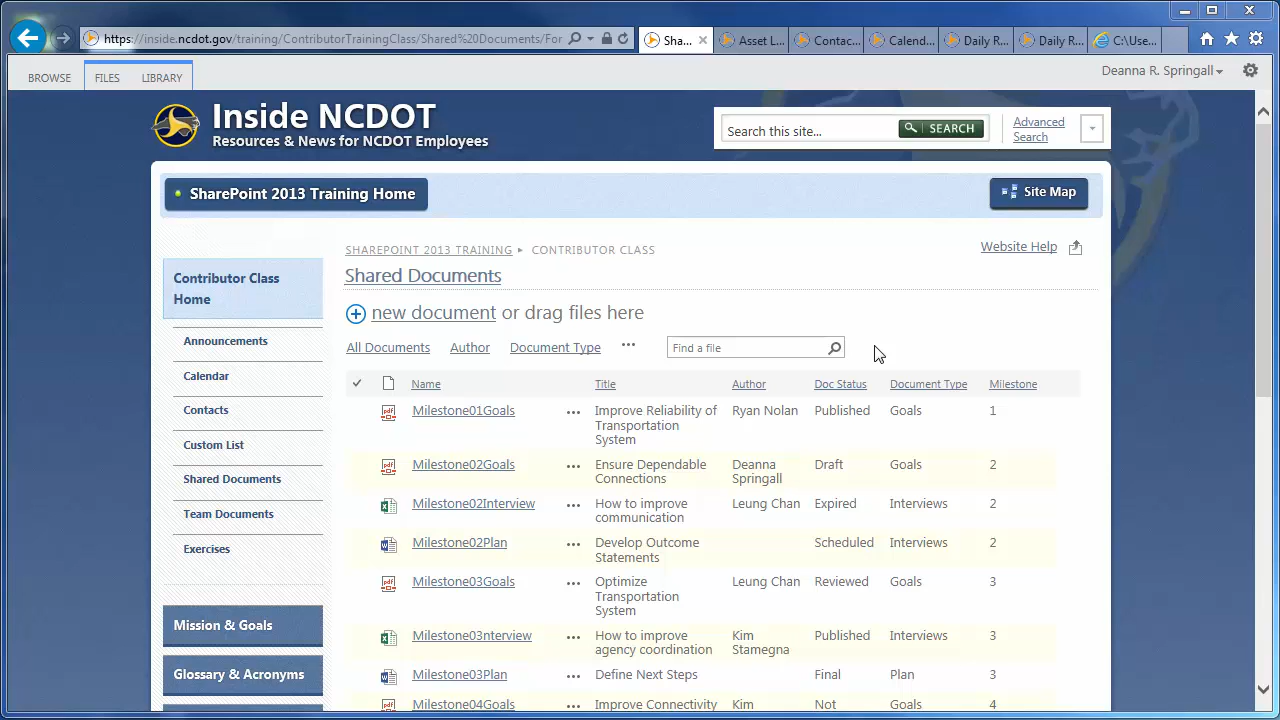 https://inside.ncdot.gov/training/ContributorTrainingClass/Shared%20Documents/For
Sha...
Asset L...
Contac...
Calend...
Daily R...
Daily R...
C:\Use...
BROWSE
FILES
LIBRARY
Deanna R. Springall
Inside NCDOT
Resources & News for NCDOT Employees
Search this site...
SEARCH
Advanced
Search
SharePoint 2013 Training Home
Site Map
SHAREPOINT 2013 TRAINING
CONTRIBUTOR CLASS
Website Help
Shared Documents
Contributor Class
Home
Announcements
Calendar
Contacts
Custom List
Shared Documents
Team Documents
Exercises
Mission & Goals
Glossary & Acronyms
new document or drag files here
All Documents
Author
Document Type
...
Find a file
Name
Title
Author
Doc Status
Document Type
Milestone
Milestone01Goals
...
Improve Reliability of
Transportation
System
Ryan Nolan
Published
Goals
1
Milestone02Goals
...
Ensure Dependable
Connections
Deanna
Springall
Draft
Goals
2
Milestone02Interview
...
How to improve
communication
Leung Chan
Expired
Interviews
2
Milestone02Plan
...
Develop Outcome
Statements
Scheduled
Interviews
2
Milestone03Goals
...
Optimize
Transportation
System
Leung Chan
Reviewed
Goals
3
Milestone03nterview
...
How to improve
agency coordination
Kim
Stamegna
Published
Interviews
3
Milestone03Plan
...
Define Next Steps
Final
Plan
3
Milestone04Goals
...
Improve Connectivity
Kim
Not
Goals
4